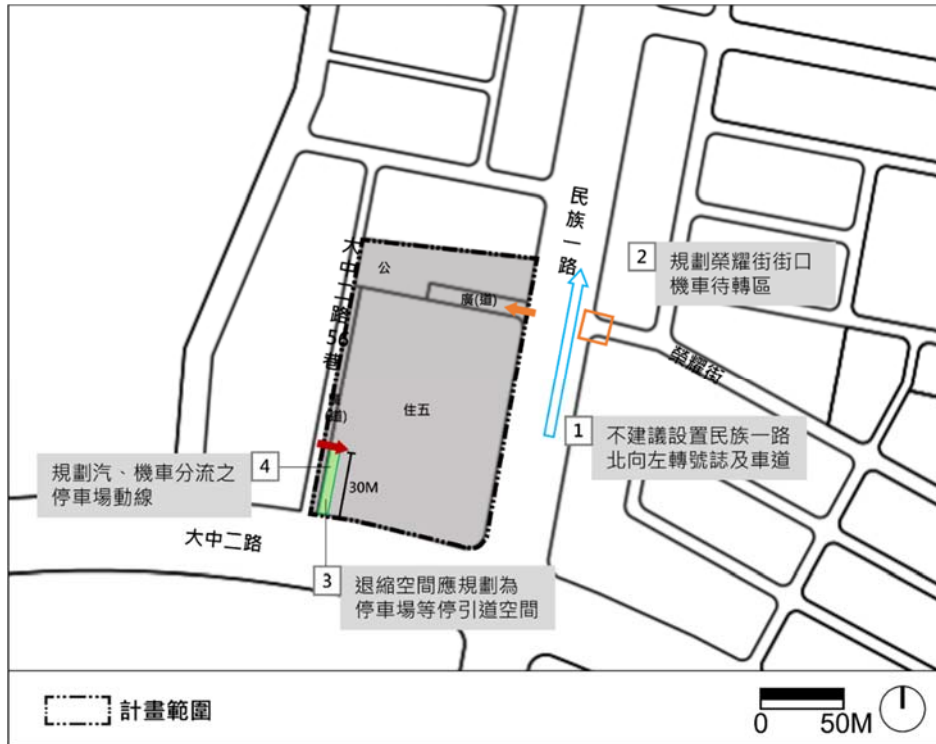 民族一路
2
規劃榮耀街街口
機車待轉區
大中二路56巷
公
廣(道)
榮耀街
住五
廣(道)
1
不建議設置民族一路
北向左轉號誌及車道
規劃汽、機車分流之
停車場動線
4
30M
大中二路
3
退縮空間應規劃為
停車場等停引道空間
計畫範圍
0 50M